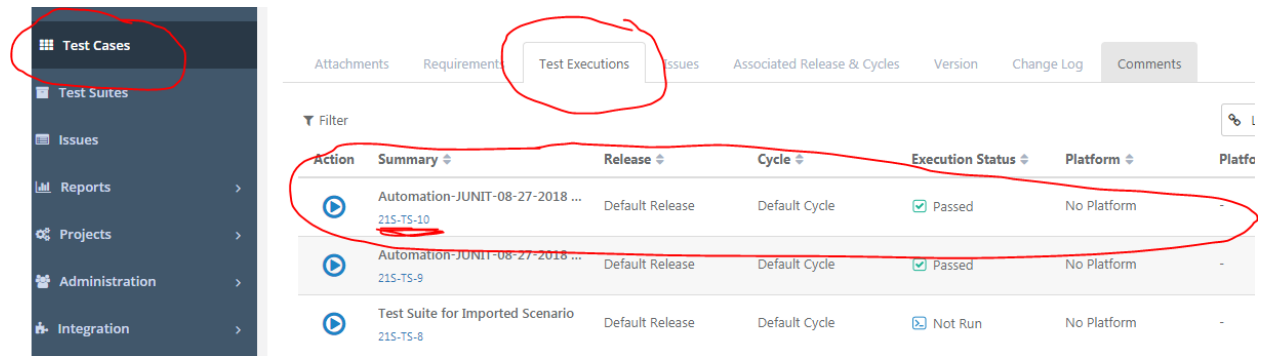 Test Cases
Test Suites
Issues
Reports
Projects
Administration
Integration
Attachments Requirements Test Executions Issues Associated Release & Cycles Version Change Log Comments
Filter
Action Summary Release Cycle Execution Status Platform
Automation-JUNIT-08-27-2018 ...
21S-TS-10
Default Release Default Cycle Passed No Platform -
Automation-JUNIT-08-27-2018 ...
21S-TS-9
Default Release Default Cycle Passed No Platform -
Test Suite for Imported Scenario
21S-TS-8
Default Release Default Cycle Not Run No Platform -